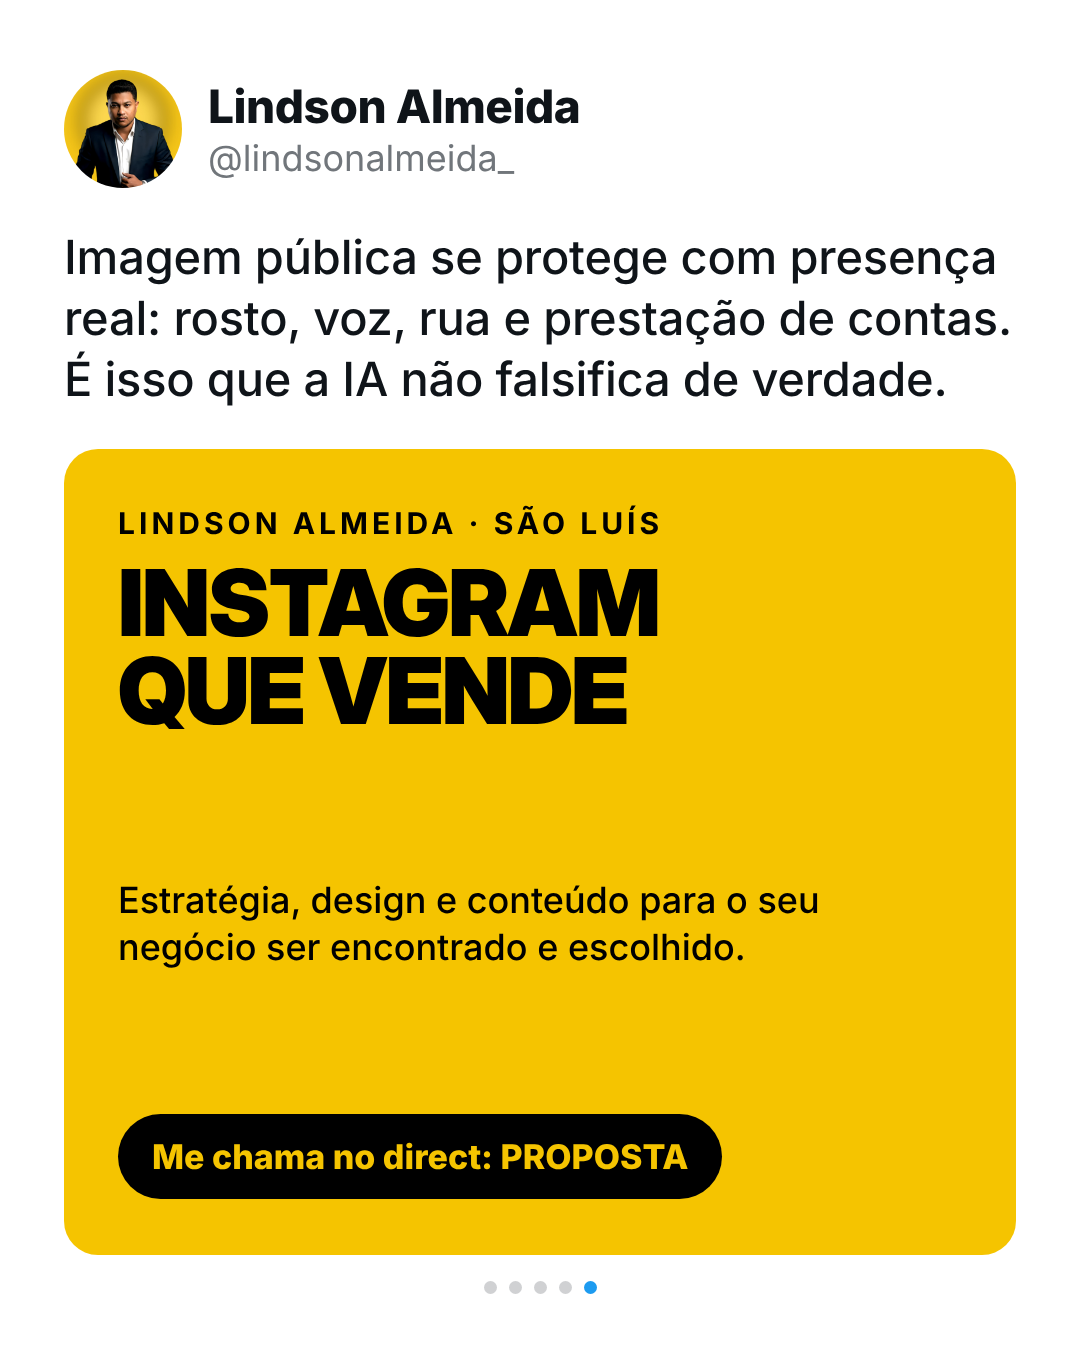 Lindson Almeida
@lindsonalmeida_
Imagem pública se protege com presença
real: rosto, voz, rua e prestação de contas.
É isso que a IA não falsifica de verdade.
LINDSON ALMEIDA · SÃO LUÍS
INSTAGRAM
QUE VENDE
Estratégia, design e conteúdo para o seu
negócio ser encontrado e escolhido.
Me chama no direct: PROPOSTA